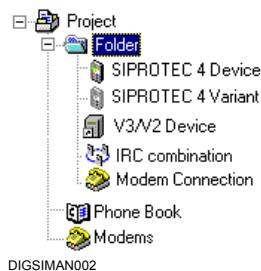 Project
Folder
SIPROTEC 4 Device
SIPROTEC 4 Variant
V3/V2 Device
IRC combination
Modem Connection
Phone Book
Modems
DIGSIMAN002